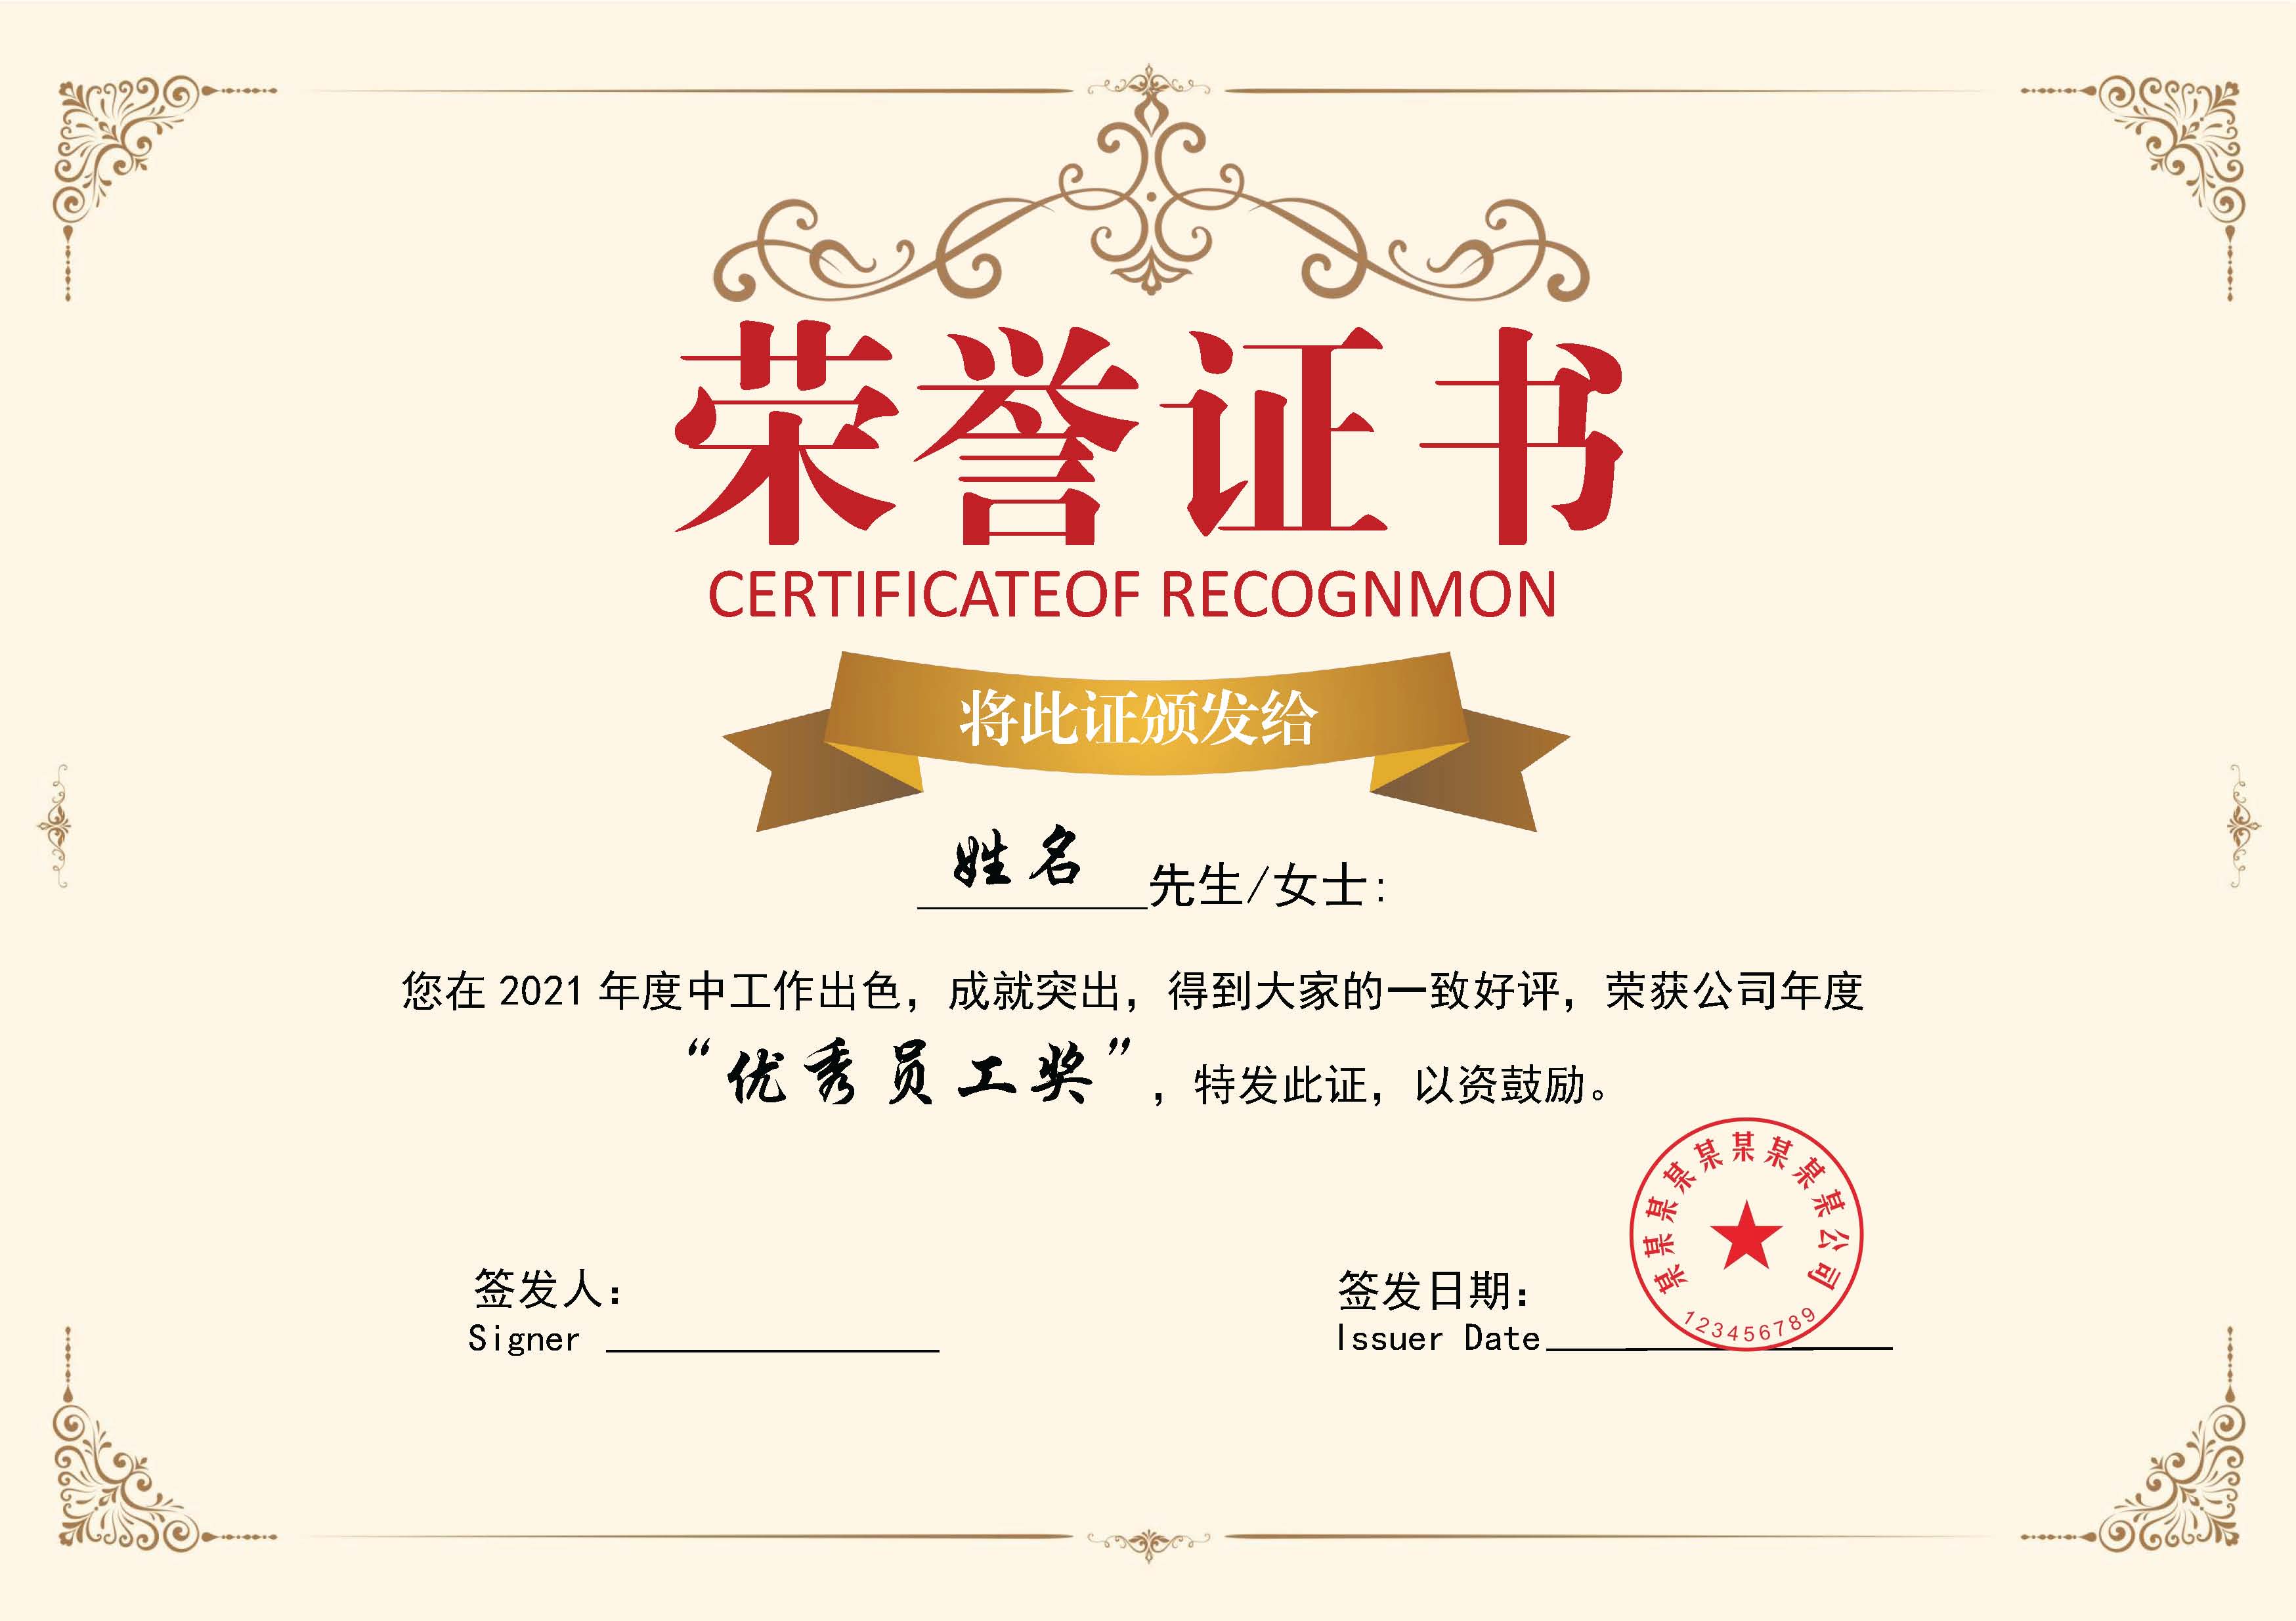 荣誉证书
CERTIFICATEOF RECOGNMON
将此证颁发给
姓名 先生/女士:
您在 2021 年度中工作出色，成就突出，得到大家的一致好评，荣获公司年度
“优秀员工奖”，特发此证，以资鼓励。
某某某某某某某某某公司
123456789
签发人：
Signer
签发日期：
Issuer Date